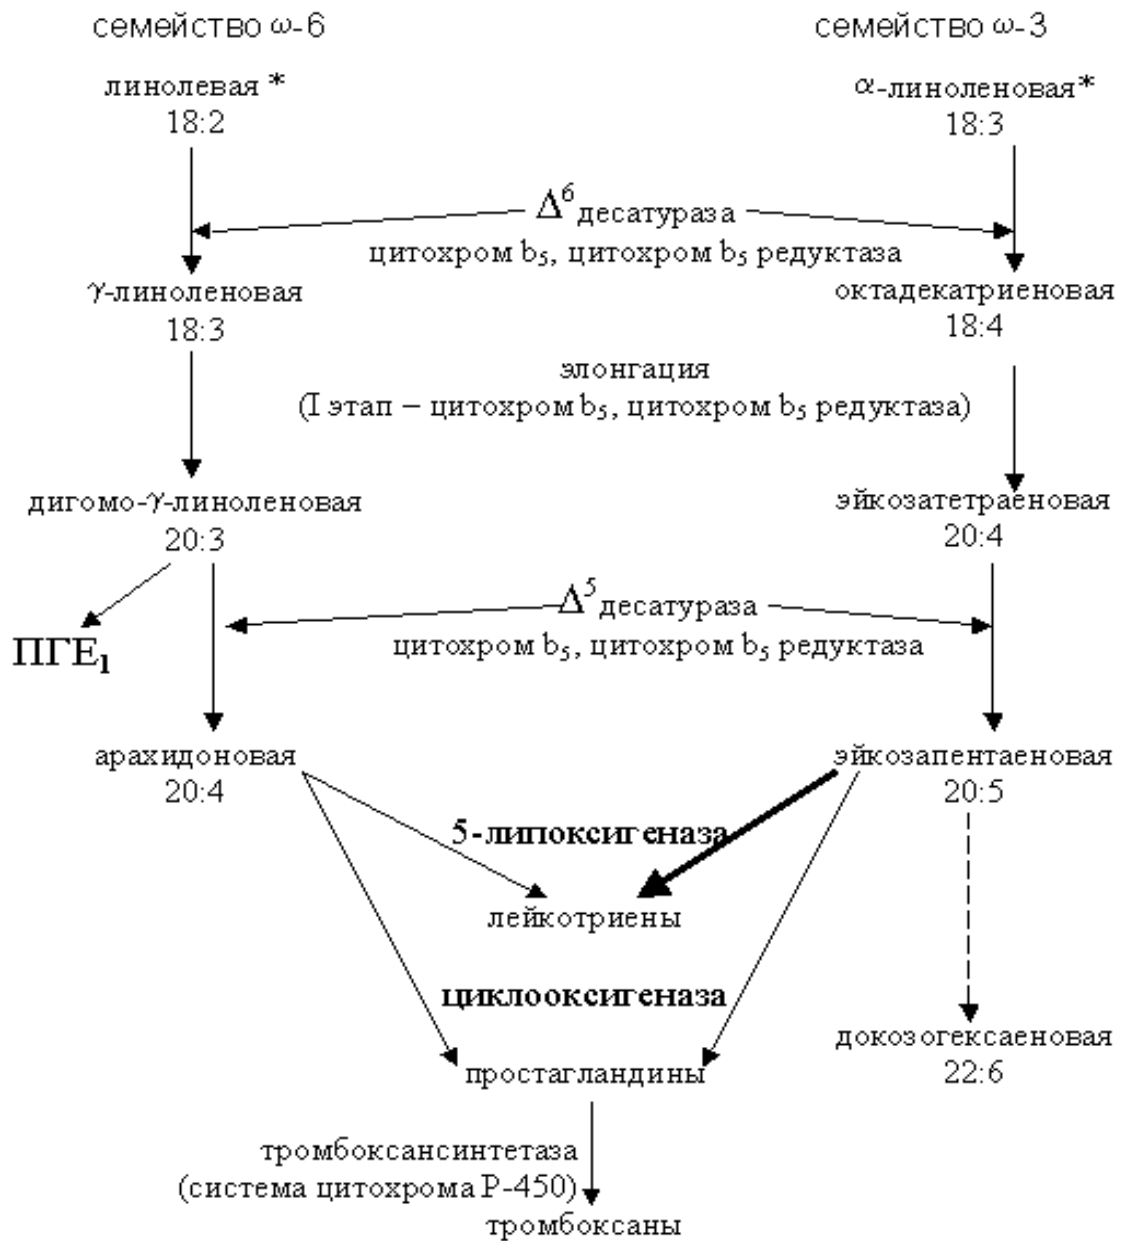 семейство ω-6
семейство ω-3
линолевая *
18:2
α-линоленовая*
18:3
Δ⁶ десатураза
цитохром b₅, цитохром b₅ редуктаза
γ-линоленовая
18:3
октадекатриеновая
18:4
элонгация
(I этап – цитохром b₅, цитохром b₅ редуктаза)
дигомо-γ-линоленовая
20:3
эйкозатетраеновая
20:4
Δ⁵ десатураза
цитохром b₅, цитохром b₅ редуктаза
ПГЕ₁
арахидоновая
20:4
эйкозапентаеновая
20:5
5-липоксигеназа
лейкотриены
циклооксигеназа
докозогексаеновая
22:6
простагландины
тромбоксансинтетаза
(система цитохрома Р-450)
тромбоксаны